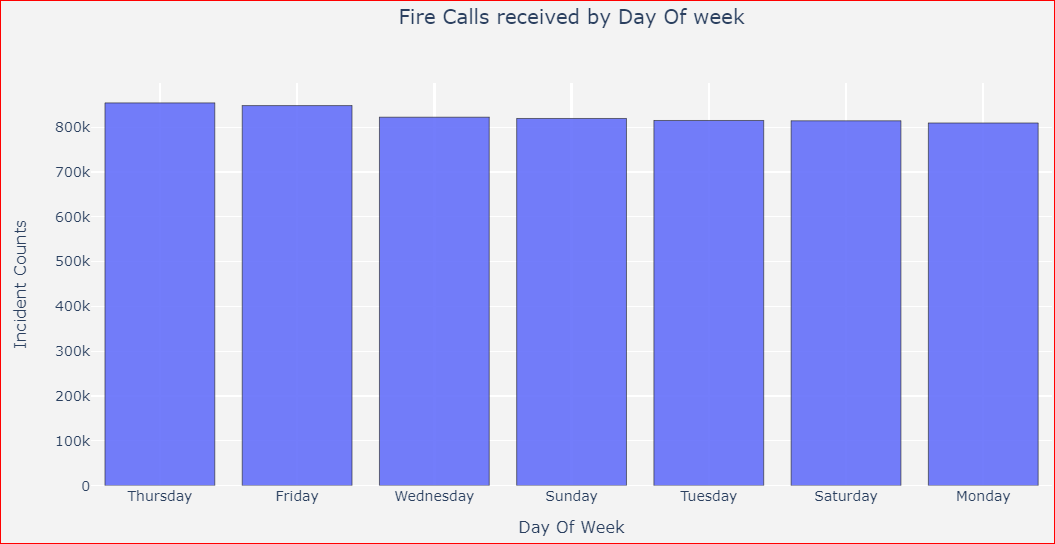 Fire Calls received by Day Of week
Incident Counts
800k
700k
600k
500k
400k
300k
200k
100k
0
Thursday Friday Wednesday Sunday Tuesday Saturday Monday
Day Of Week